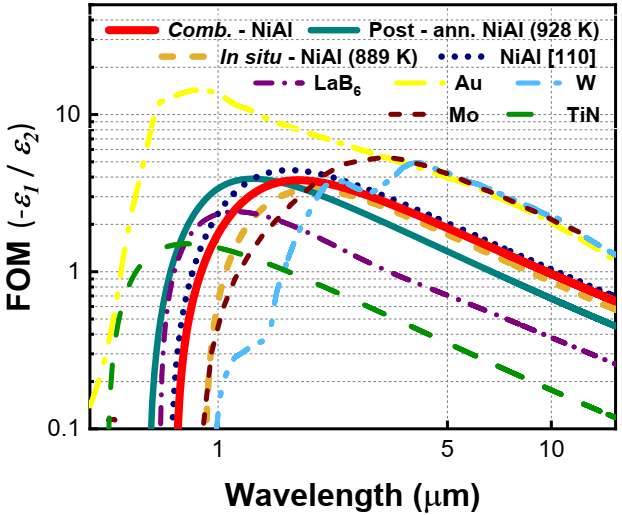 Comb. - NiAl Post - ann. NiAl (928 K)
In situ - NiAl (889 K) NiAl [110]
LaB6 Au W
Mo TiN
10
1
0.1
FOM (-ε1 / ε2)
1 5 10
Wavelength (μm)